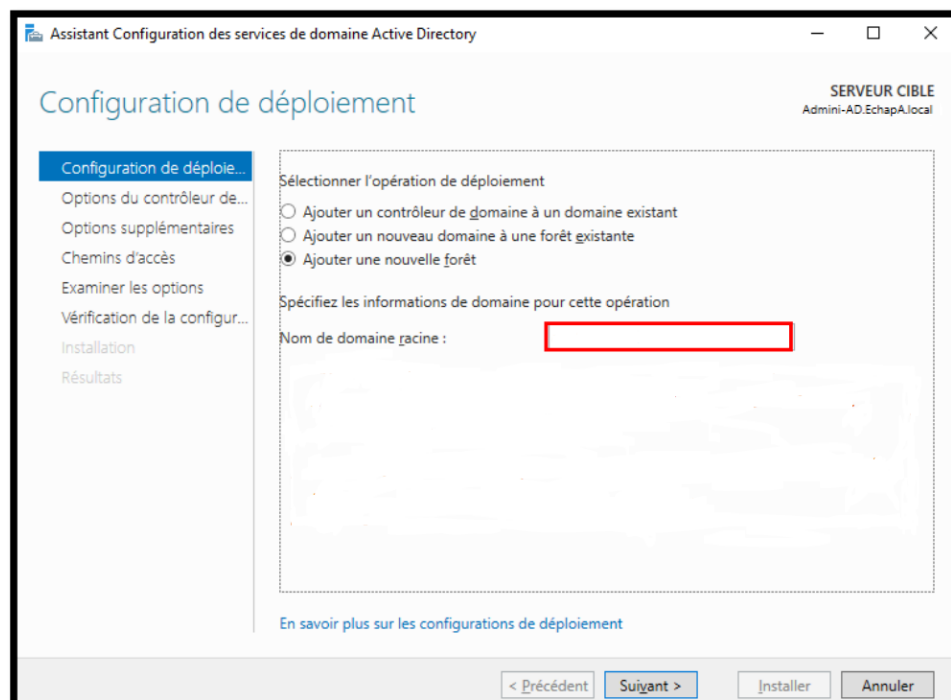 Assistant Configuration des services de domaine Active Directory
Configuration de déploiement
SERVEUR CIBLE
Admini-AD.EchapA.local
Configuration de déploie...
Options du contrôleur de...
Options supplémentaires
Chemins d'accès
Examiner les options
Vérification de la configur...
Installation
Résultats
Sélectionner l'opération de déploiement
Ajouter un contrôleur de domaine à un domaine existant
Ajouter un nouveau domaine à une forêt existante
Ajouter une nouvelle forêt
Spécifiez les informations de domaine pour cette opération
Nom de domaine racine :
En savoir plus sur les configurations de déploiement
< Précédent
Suivant >
Installer
Annuler